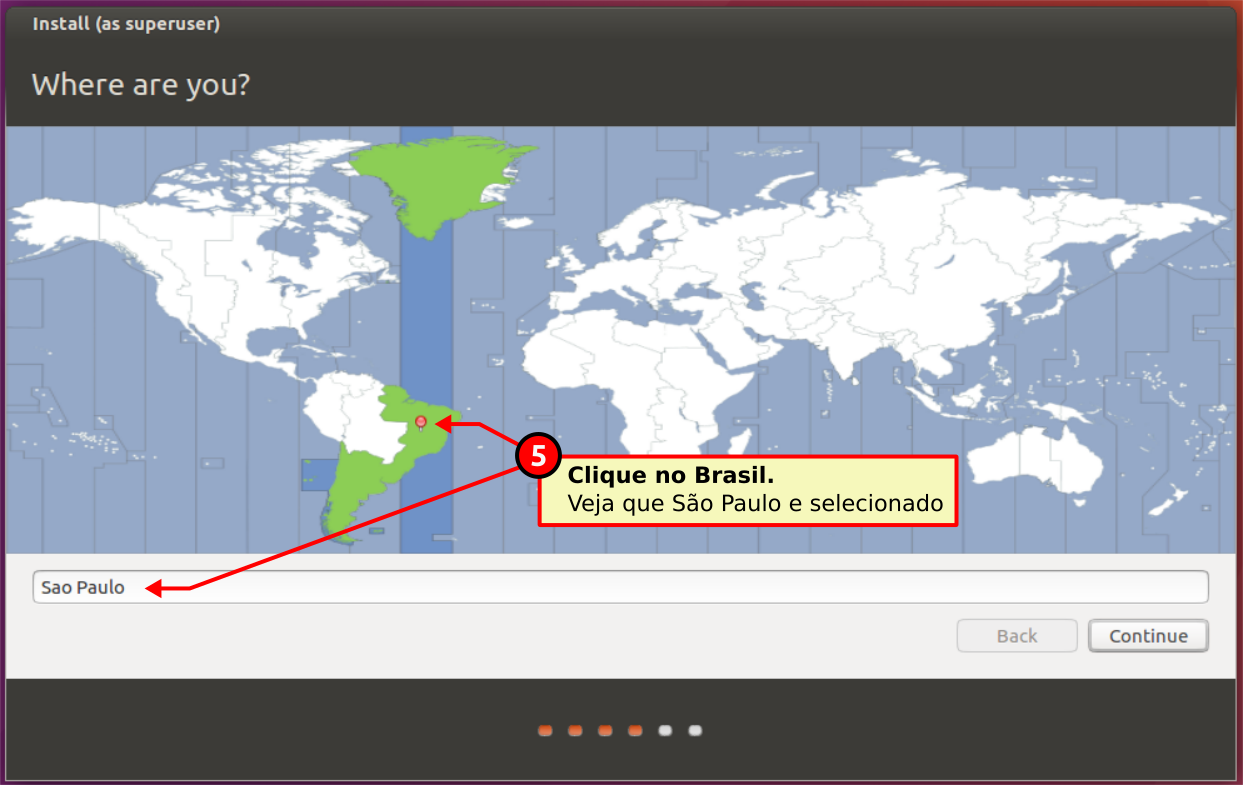 Install (as superuser)
Where are you?
5
Clique no Brasil.
Veja que São Paulo e selecionado
Sao Paulo
Back
Continue